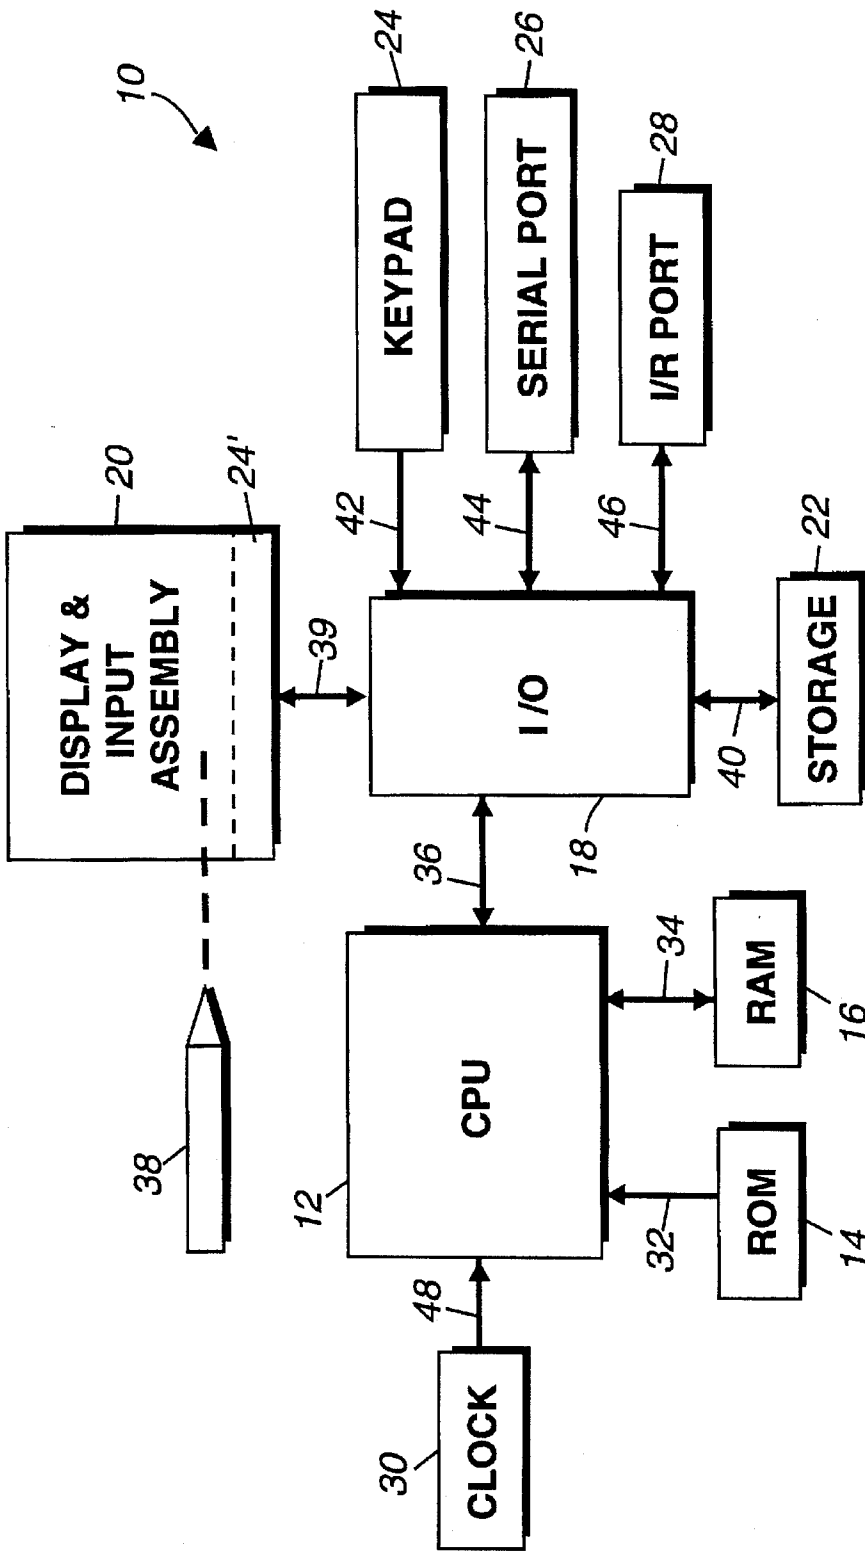 10
DISPLAY &
INPUT
ASSEMBLY
20
24'
38
39
KEYPAD
24
42
SERIAL PORT
26
44
I/R PORT
28
46
I/O
18
36
CPU
12
CLOCK
30
48
ROM
14
32
RAM
16
34
STORAGE
22
40